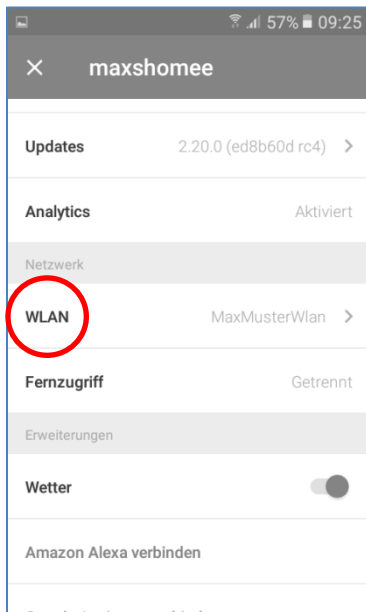 57% 09:25
× maxshomee
Updates 2.20.0 (ed8b60d rc4) >
Analytics Aktiviert
Netzwerk
WLAN MaxMusterWlan >
Fernzugriff Getrennt
Erweiterungen
Wetter
Amazon Alexa verbinden